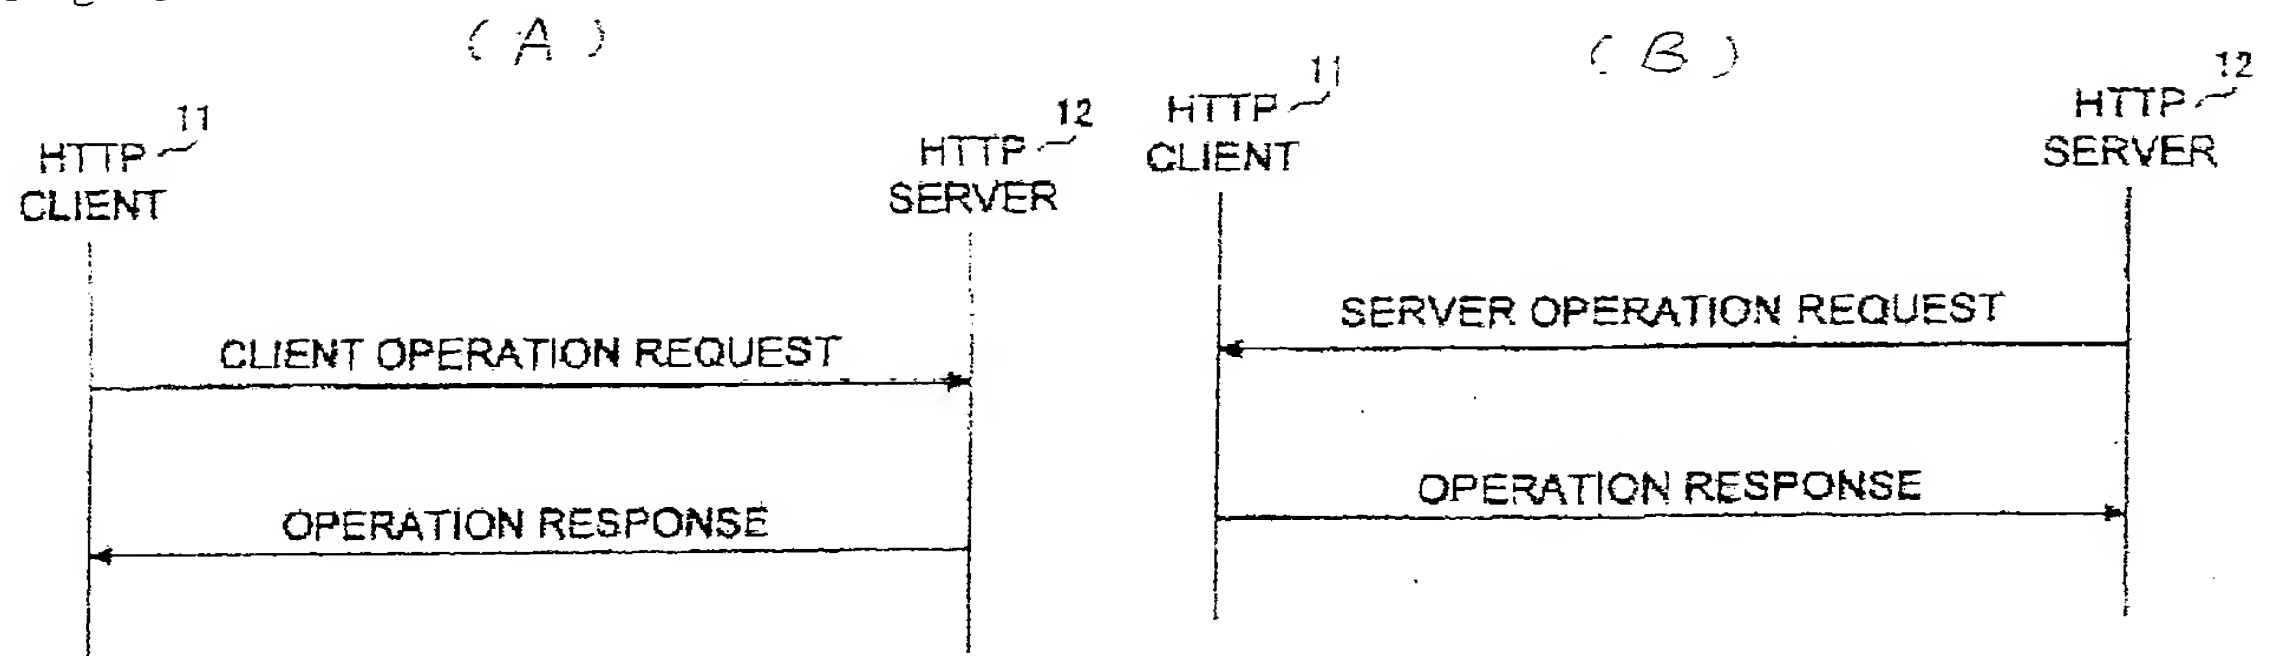 ( A )
11
HTTP
CLIENT
12
HTTP
SERVER
CLIENT OPERATION REQUEST
OPERATION RESPONSE
( B )
11
HTTP
CLIENT
12
HTTP
SERVER
SERVER OPERATION REQUEST
OPERATION RESPONSE